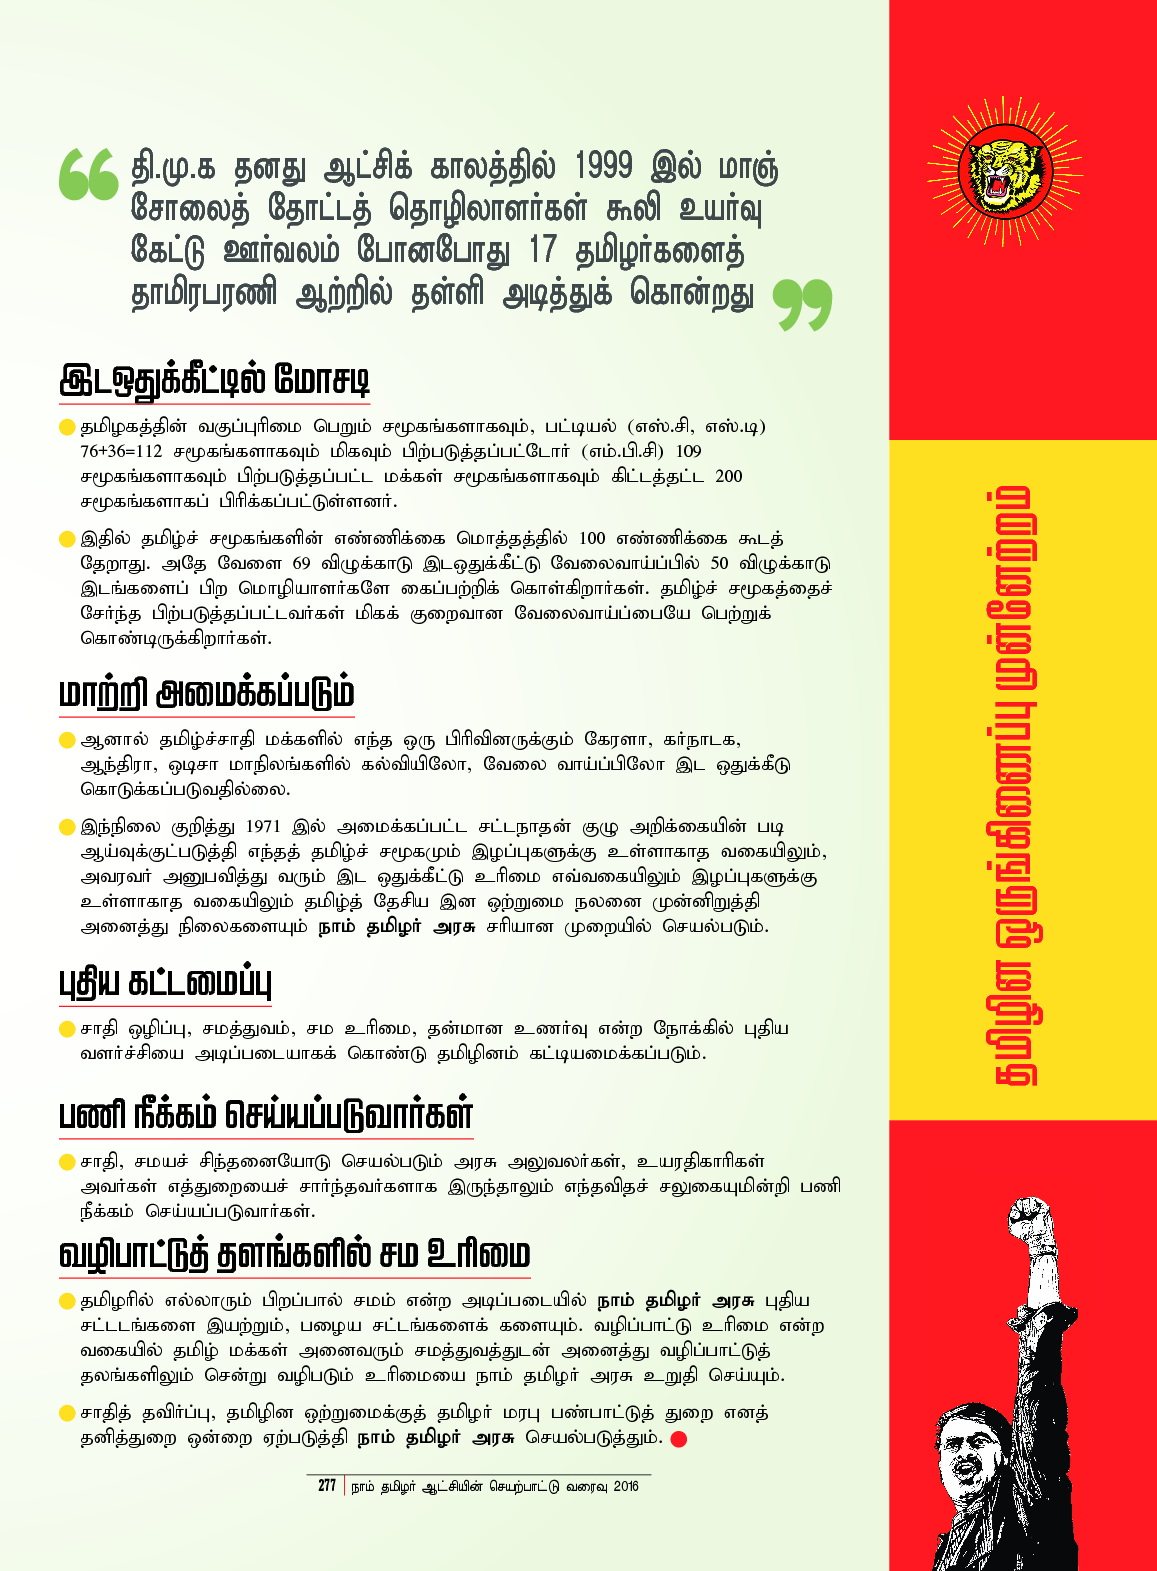 தி.மு.க தனது ஆட்சிக் காலத்தில் 1999 இல் மாஞ்
சோலைத் தோட்டத் தொழிலாளர்கள் கூலி உயர்வு
கேட்டு ஊர்வலம் போனபோது 17 தமிழர்களைத்
தாமிரபரணி ஆற்றில் தள்ளி அடித்துக் கொன்றது
இடஒதுக்கீட்டில் மோசடி
தமிழகத்தின் வகுப்புரிமை பெறும் சமூகங்களாகவும், பட்டியல் (எஸ்.சி, எஸ்.டி)
76+36=112 சமூகங்களாகவும் மிகவும் பிற்படுத்தப்பட்டோர் (எம்.பி.சி) 109
சமூகங்களாகவும் பிற்படுத்தப்பட்ட மக்கள் சமூகங்களாகவும் கிட்டத்தட்ட 200
சமூகங்களாகப் பிரிக்கப்பட்டுள்ளனர்.
இதில் தமிழ்ச் சமூகங்களின் எண்ணிக்கை மொத்தத்தில் 100 எண்ணிக்கை கூடத்
தேறாது. அதே வேளை 69 விழுக்காடு இடஒதுக்கீட்டு வேலைவாய்ப்பில் 50 விழுக்காடு
இடங்களைப் பிற மொழியாளர்களே கைப்பற்றிக் கொள்கிறார்கள். தமிழ்ச் சமூகத்தைச்
சேர்ந்த பிற்படுத்தப்பட்டவர்கள் மிகக் குறைவான வேலைவாய்ப்பையே பெற்றுக்
கொண்டிருக்கிறார்கள்.
மாற்றி அமைக்கப்படும்
ஆனால் தமிழ்ச்சாதி மக்களில் எந்த ஒரு பிரிவினருக்கும் கேரளா, கர்நாடக,
ஆந்திரா, ஒடிசா மாநிலங்களில் கல்வியிலோ, வேலை வாய்ப்பிலோ இட ஒதுக்கீடு
கொடுக்கப்படுவதில்லை.
இந்நிலை குறித்து 1971 இல் அமைக்கப்பட்ட சட்டநாதன் குழு அறிக்கையின் படி
ஆய்வுக்குட்படுத்தி எந்தத் தமிழ்ச் சமூகமும் இழப்புகளுக்கு உள்ளாகாத வகையிலும்,
அவரவர் அனுபவித்து வரும் இட ஒதுக்கீட்டு உரிமை எவ்வகையிலும் இழப்புகளுக்கு
உள்ளாகாத வகையிலும் தமிழ்த் தேசிய இன ஒற்றுமை நலனை முன்னிறுத்தி
அனைத்து நிலைகளையும் நாம் தமிழர் அரசு சரியான முறையில் செயல்படும்.
புதிய கட்டமைப்பு
சாதி ஒழிப்பு, சமத்துவம், சம உரிமை, தன்மான உணர்வு என்ற நோக்கில் புதிய
வளர்ச்சியை அடிப்படையாகக் கொண்டு தமிழினம் கட்டியமைக்கப்படும்.
பணி நீக்கம் செய்யப்படுவார்கள்
சாதி, சமயச் சிந்தனையோடு செயல்படும் அரசு அலுவலர்கள், உயரதிகாரிகள்
அவர்கள் எத்துறையைச் சார்ந்தவர்களாக இருந்தாலும் எந்தவிதச் சலுகையுமின்றி பணி
நீக்கம் செய்யப்படுவார்கள்.
வழிபாட்டுத் தளங்களில் சம உரிமை
தமிழரில் எல்லாரும் பிறப்பால் சமம் என்ற அடிப்படையில் நாம் தமிழர் அரசு புதிய
சட்டடங்களை இயற்றும், பழைய சட்டங்களைக் களையும். வழிப்பாட்டு உரிமை என்ற
வகையில் தமிழ் மக்கள் அனைவரும் சமத்துவத்துடன் அனைத்து வழிப்பாட்டுத்
தலங்களிலும் சென்று வழிபடும் உரிமையை நாம் தமிழர் அரசு உறுதி செய்யும்.
சாதித் தவிர்ப்பு, தமிழின ஒற்றுமைக்குத் தமிழர் மரபு பண்பாட்டுத் துறை எனத்
தனித்துறை ஒன்றை ஏற்படுத்தி நாம் தமிழர் அரசு செயல்படுத்தும்.
277 நாம் தமிழர் ஆட்சியின் செயற்பாட்டு வரைவு 2016
தமிழின ஒருங்கிணைப்பு முன்னேற்றம்